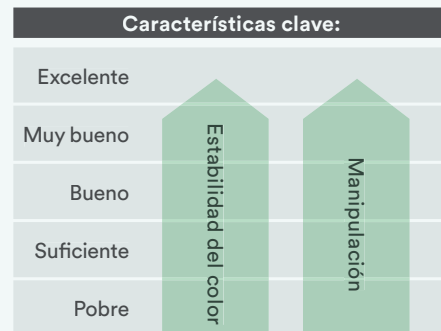 Características clave:
Excelente
Muy bueno
Bueno
Suficiente
Pobre
Estabilidad del color
Manipulación